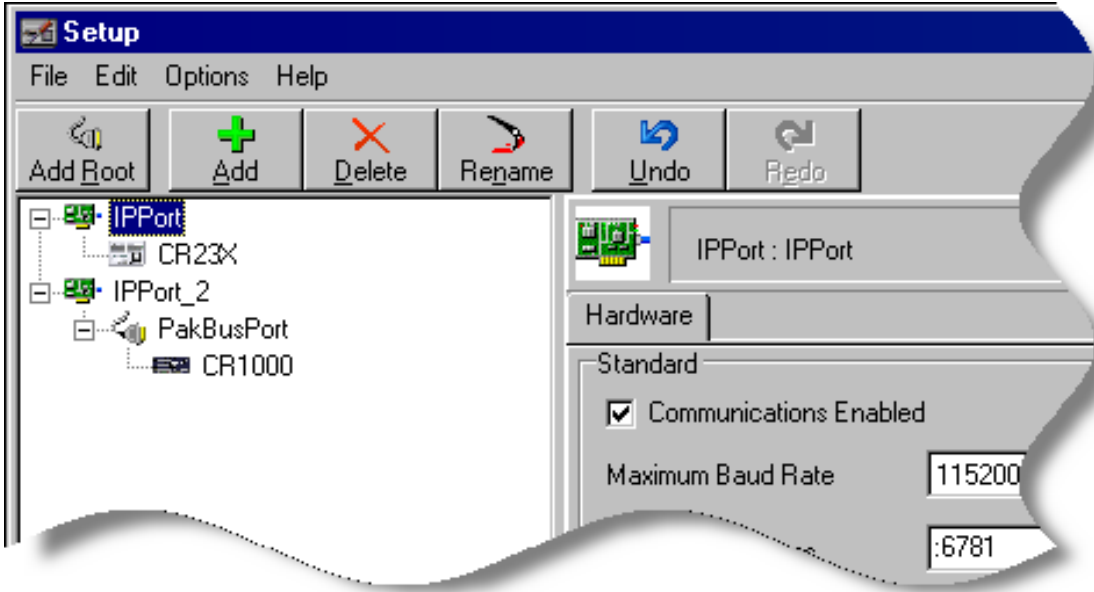 Setup
File Edit Options Help
Add Root Add Delete Rename Undo Redo
IPPort
CR23X
IPPort_2
PakBusPort
CR1000
IPPort : IPPort
Hardware
Standard
Communications Enabled
Maximum Baud Rate 115200
:6781